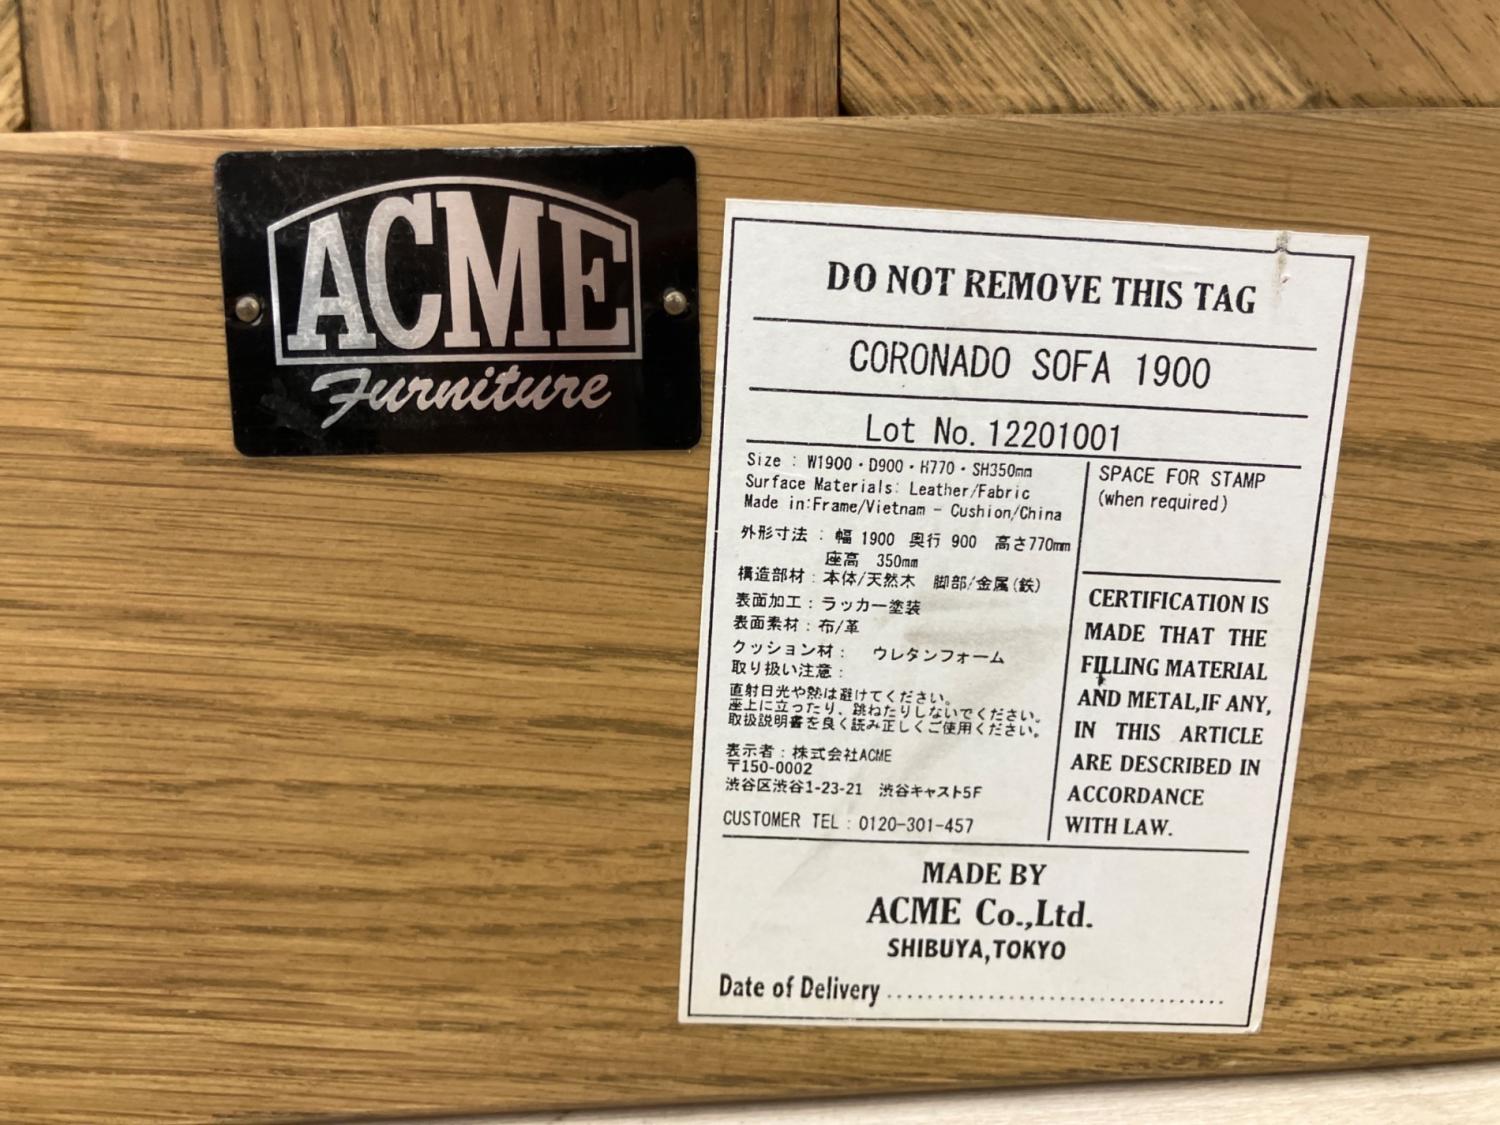 ACME
Furniture
DO NOT REMOVE THIS TAG
CORONADO SOFA 1900
Lot No. 12201001
Size : W1900・D900・H770・SH350mm
Surface Materials: Leather/Fabric
Made in:Frame/Vietnam - Cushion/China
外形寸法 : 幅 1900 奥行 900 高さ770mm
座高 350mm
構造部材 : 本体/天然木 脚部/金属(鉄)
表面加工 : ラッカー塗装
表面素材 : 布/革
クッション材 : ウレタンフォーム
取り扱い注意 :
直射日光や熱は避けてください。
座上に立ったり、跳ねたりしないでください。
取扱説明書を良く読み正しくご使用ください。
表示者 : 株式会社ACME
〒150-0002
渋谷区渋谷1-23-21 渋谷キャスト5F
CUSTOMER TEL : 0120-301-457
SPACE FOR STAMP
(when required)
CERTIFICATION IS
MADE THAT THE
FILLING MATERIAL
AND METAL,IF ANY,
IN THIS ARTICLE
ARE DESCRIBED IN
ACCORDANCE
WITH LAW.
MADE BY
ACME Co.,Ltd.
SHIBUYA,TOKYO
Date of Delivery ..............................